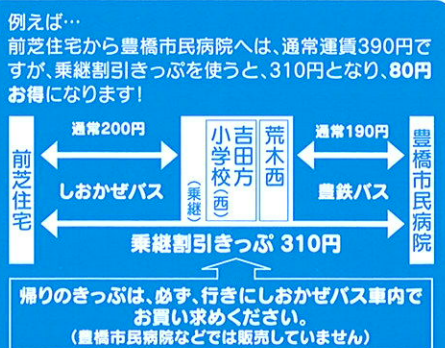 例えば…
前芝住宅から豊橋市民病院へは、通常運賃390円で
すが、乗継割引きっぷを使うと、310円となり、80円
お得になります!
前芝住宅
通常200円
しおかぜバス
(乗継)
吉田方小学校(西)
荒木西
通常190円
豊鉄バス
豊橋市民病院
乗継割引きっぷ 310円
帰りのきっぷは、必ず、行きにしおかぜバス車内で
お買い求めください。
(豊橋市民病院などでは販売していません)